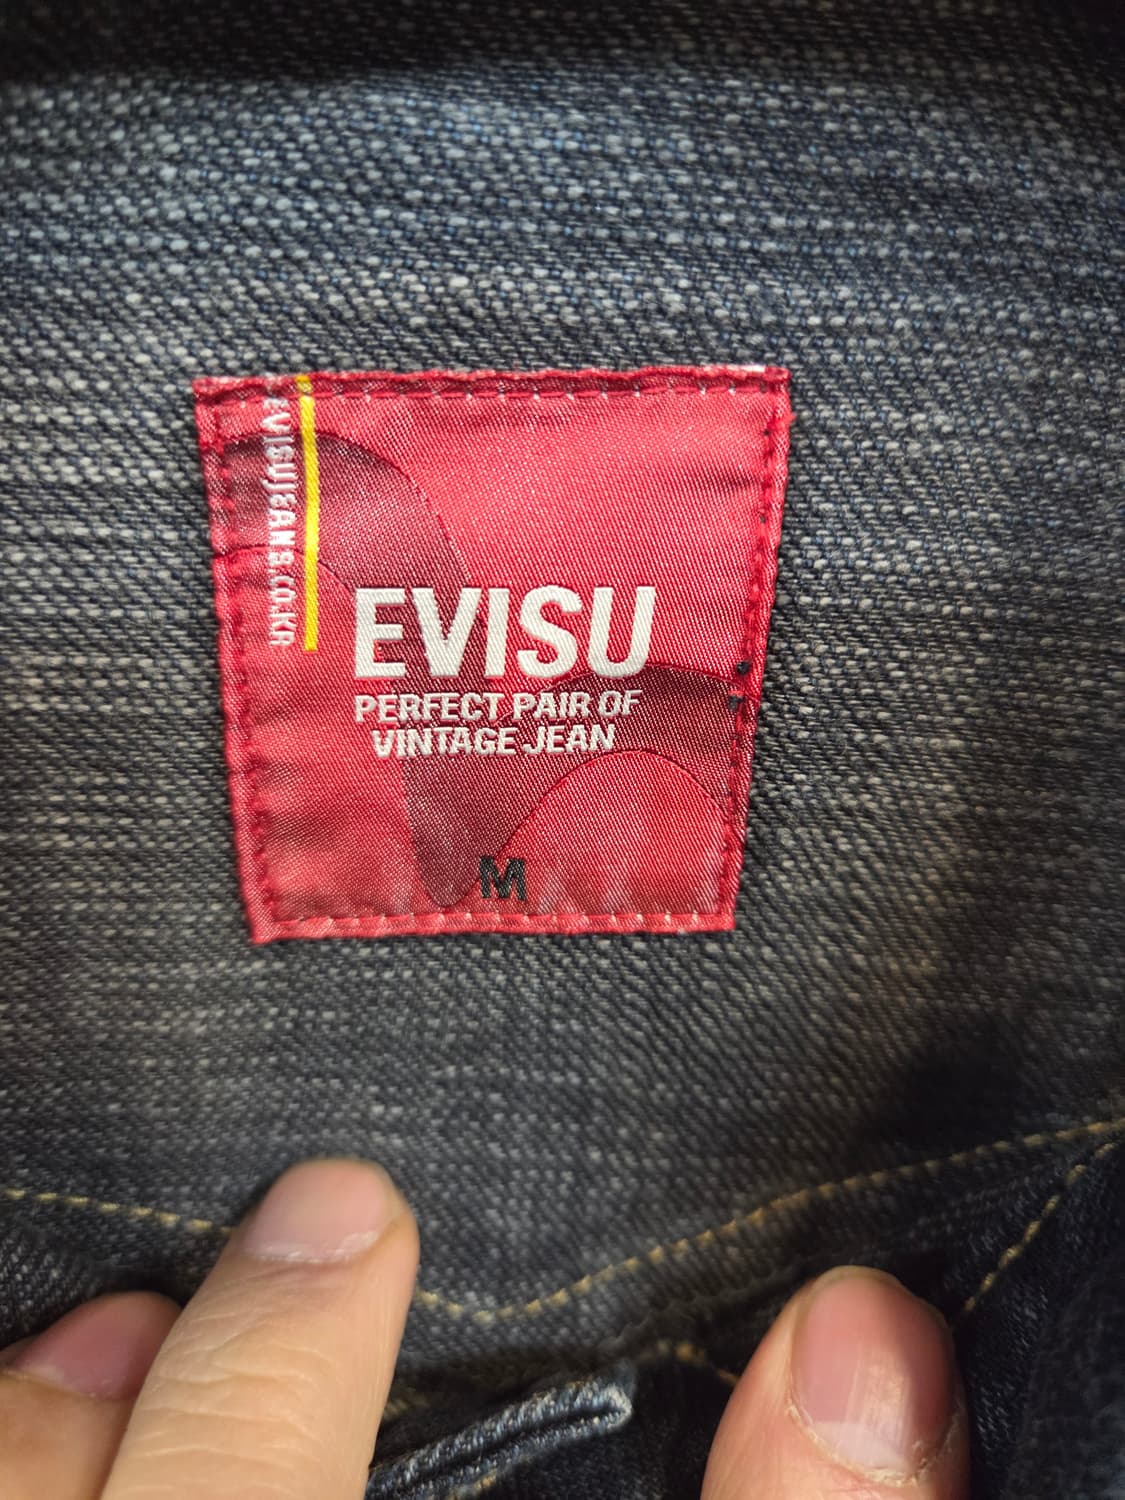 EVISUJEANS.CO.KR
EVISU
PERFECT PAIR OF
VINTAGE JEAN
M